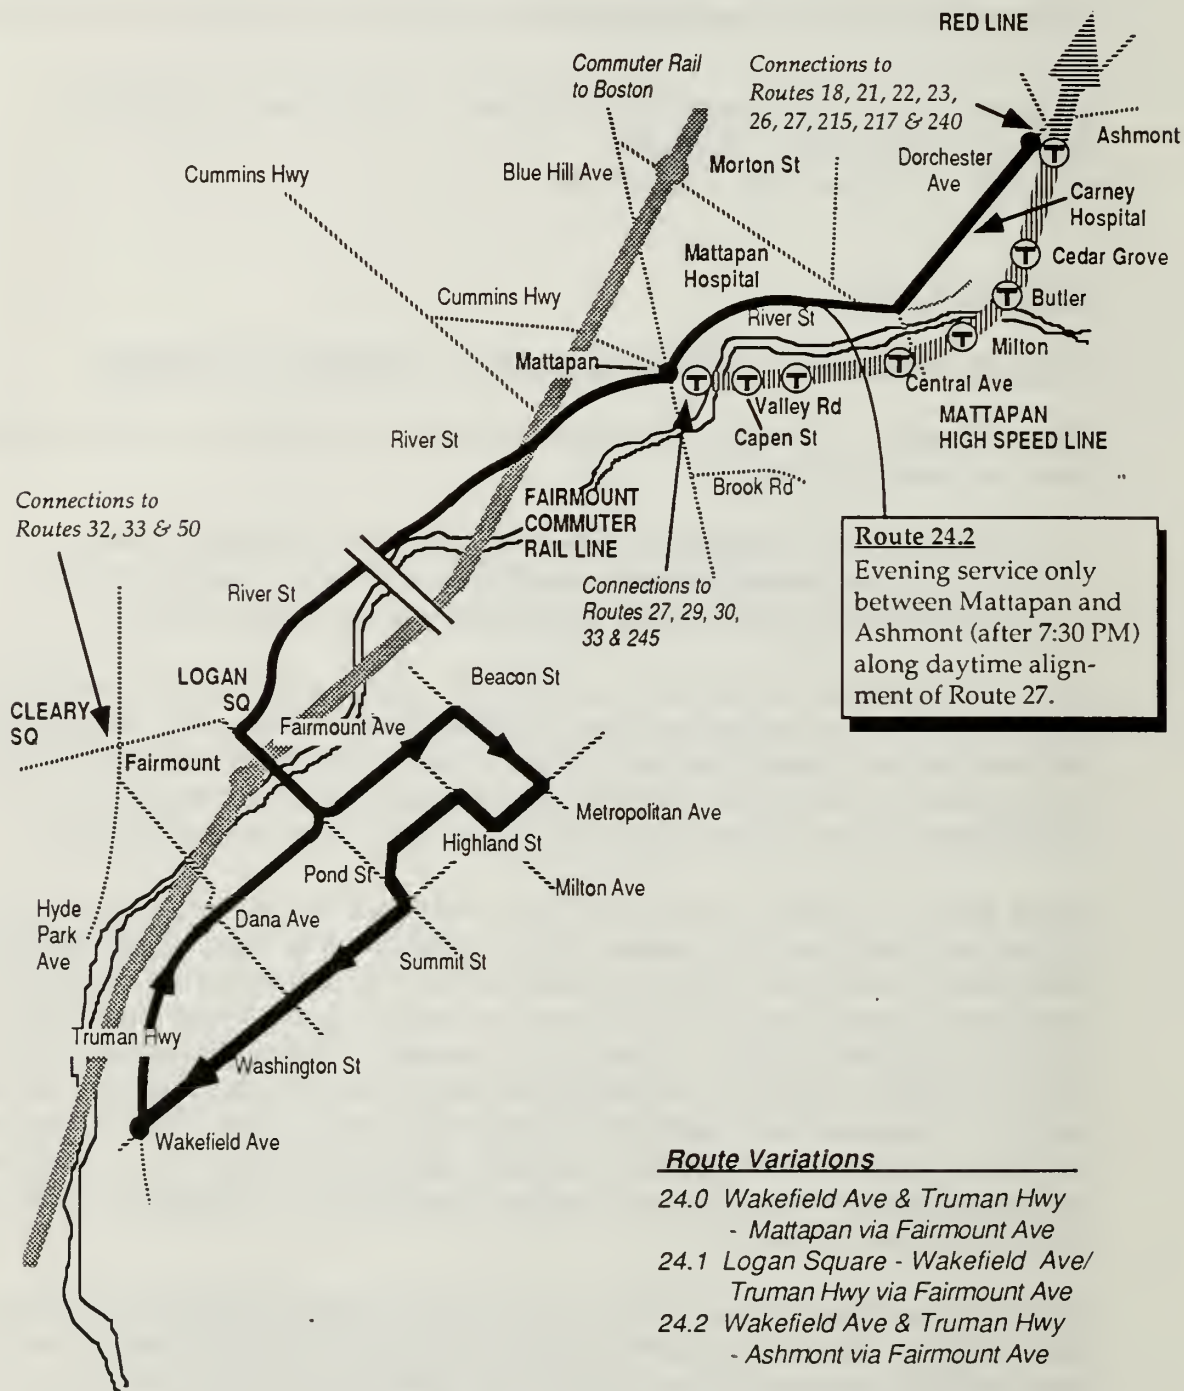 RED LINE
Commuter Rail
to Boston
Connections to
Routes 18, 21, 22, 23,
26, 27, 215, 217 & 240
Ashmont
Cummins Hwy
Blue Hill Ave
Morton St
Dorchester
Ave
Carney
Hospital
Mattapan
Hospital
Cedar Grove
Cummins Hwy
Butler
River St
Mattapan
Milton
Central Ave
Valley Rd
Capen St
MATTAPAN
HIGH SPEED LINE
River St
Brook Rd
Connections to
Routes 32, 33 & 50
FAIRMOUNT
COMMUTER
RAIL LINE
Route 24.2
Evening service only
between Mattapan and
Ashmont (after 7:30 PM)
along daytime align-
ment of Route 27.
Connections to
Routes 27, 29, 30,
33 & 245
River St
LOGAN
SQ
Beacon St
CLEARY
SQ
Fairmount Ave
Fairmount
Metropolitan Ave
Highland St
Pond St
Milton Ave
Hyde
Park
Ave
Dana Ave
Summit St
Truman Hwy
Washington St
Wakefield Ave
Route Variations
24.0 Wakefield Ave & Truman Hwy
- Mattapan via Fairmount Ave
24.1 Logan Square - Wakefield Ave/
Truman Hwy via Fairmount Ave
24.2 Wakefield Ave & Truman Hwy
- Ashmont via Fairmount Ave
T
T
T
T
T
T
T
T